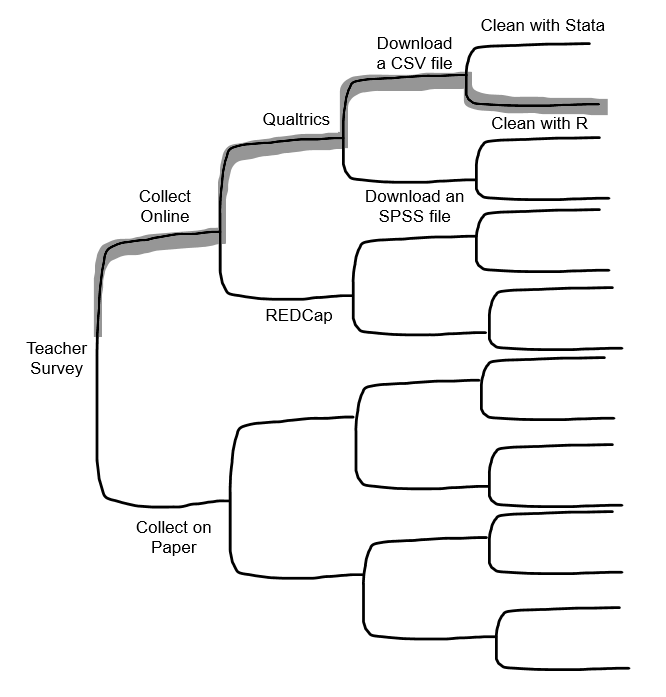 Clean with Stata
Download
a CSV file
Qualtrics
Clean with R
Collect
Online
Download an
SPSS file
REDCap
Teacher
Survey
Collect on
Paper